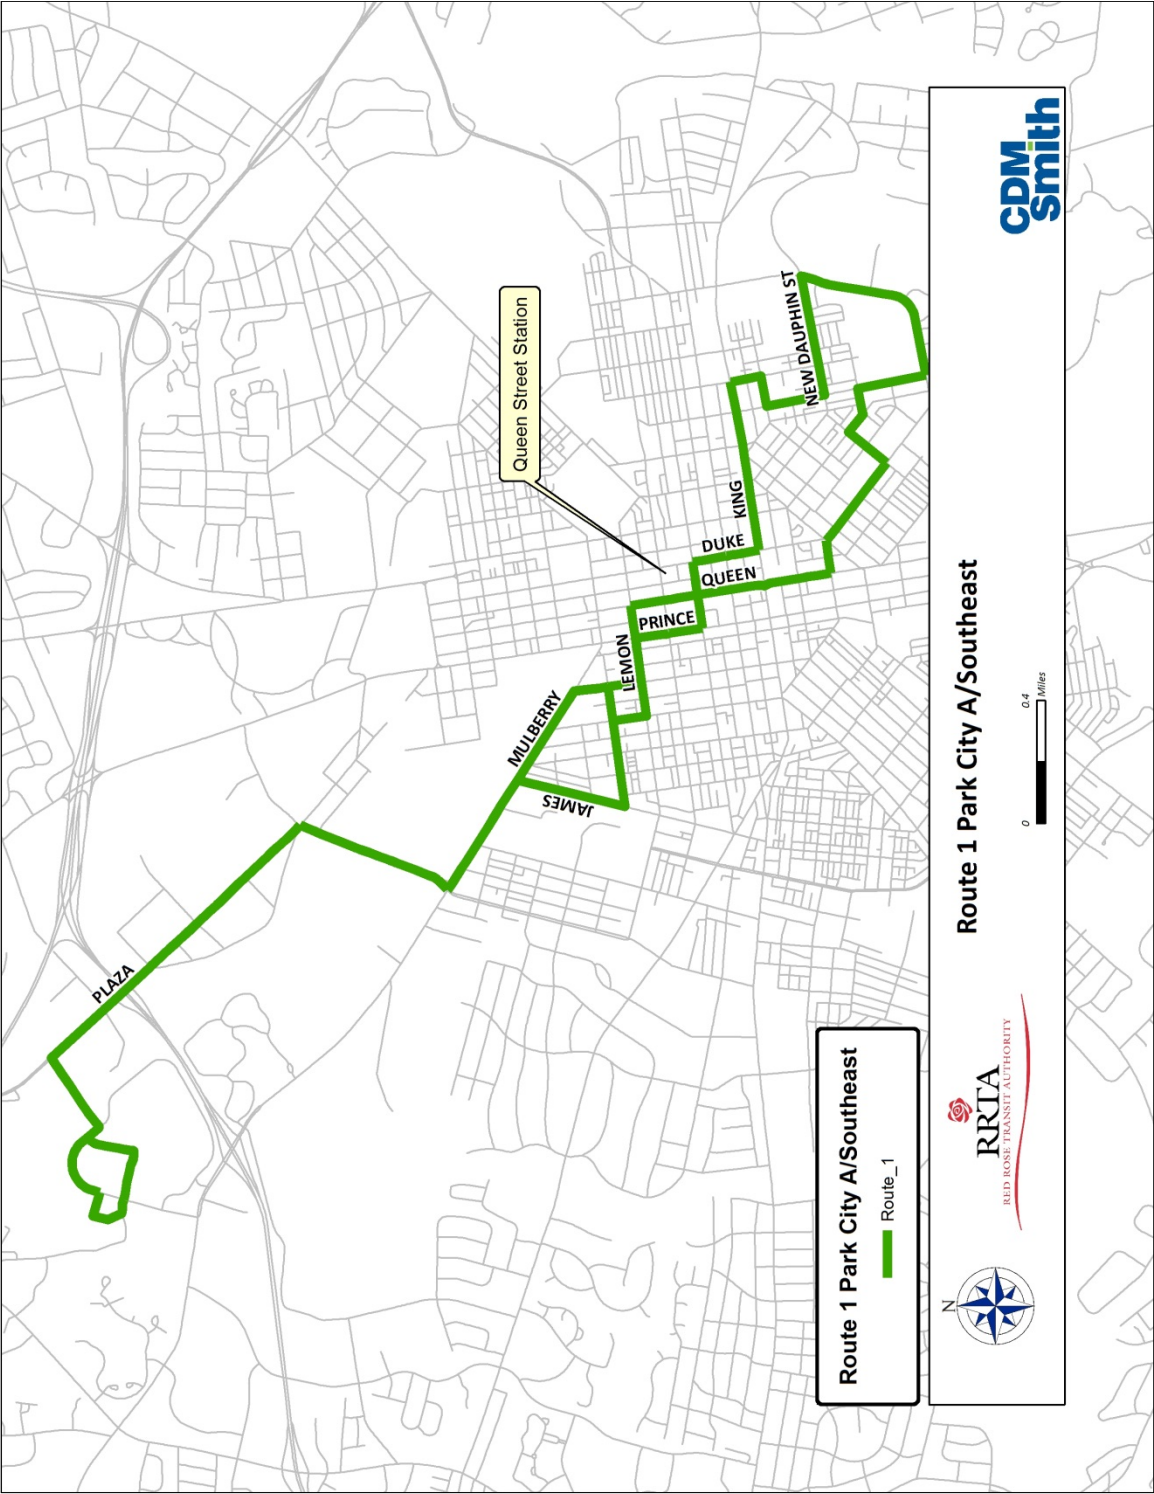 Queen Street Station
PLAZA
MULBERRY
JAMES
LEMON
PRINCE
QUEEN
DUKE
KING
NEW DAUPHIN ST
Route 1 Park City A/Southeast
Route_1
N
RRTA
RED ROSE TRANSIT AUTHORITY
Route 1 Park City A/Southeast
0 0.4
Miles
CDM
Smith